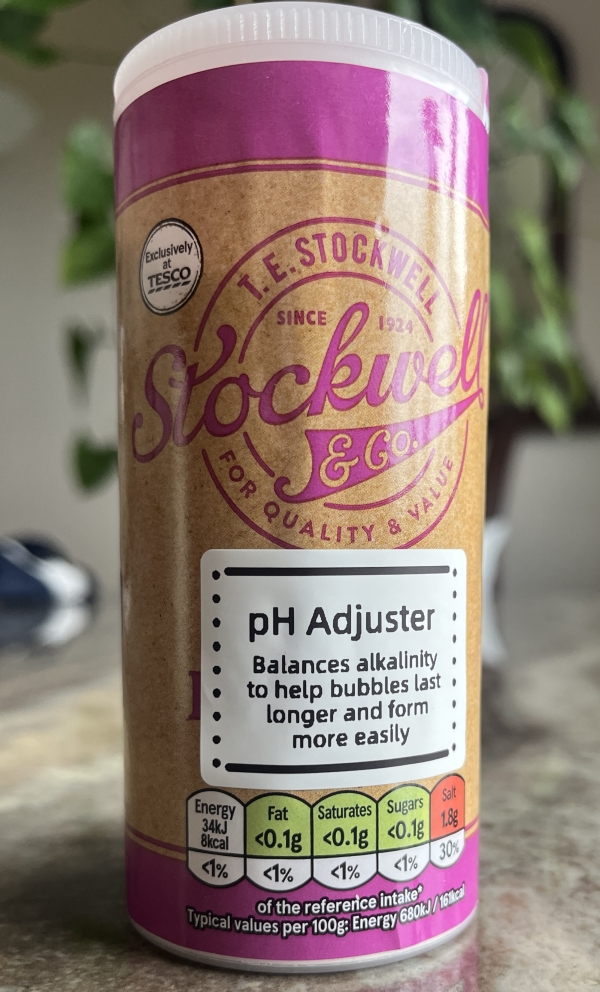 Exclusively
at
TESCO
T.E.STOCKWELL
SINCE 1924
Stockwell
& Co.
FOR QUALITY & VALUE
pH Adjuster
Balances alkalinity
to help bubbles last
longer and form
more easily
Energy
34kJ
8kcal
<1%
Fat
<0.1g
<1%
Saturates
<0.1g
<1%
Sugars
<0.1g
<1%
Salt
1.8g
30%
of the reference intake*
Typical values per 100g: Energy 680kJ / 161kcal